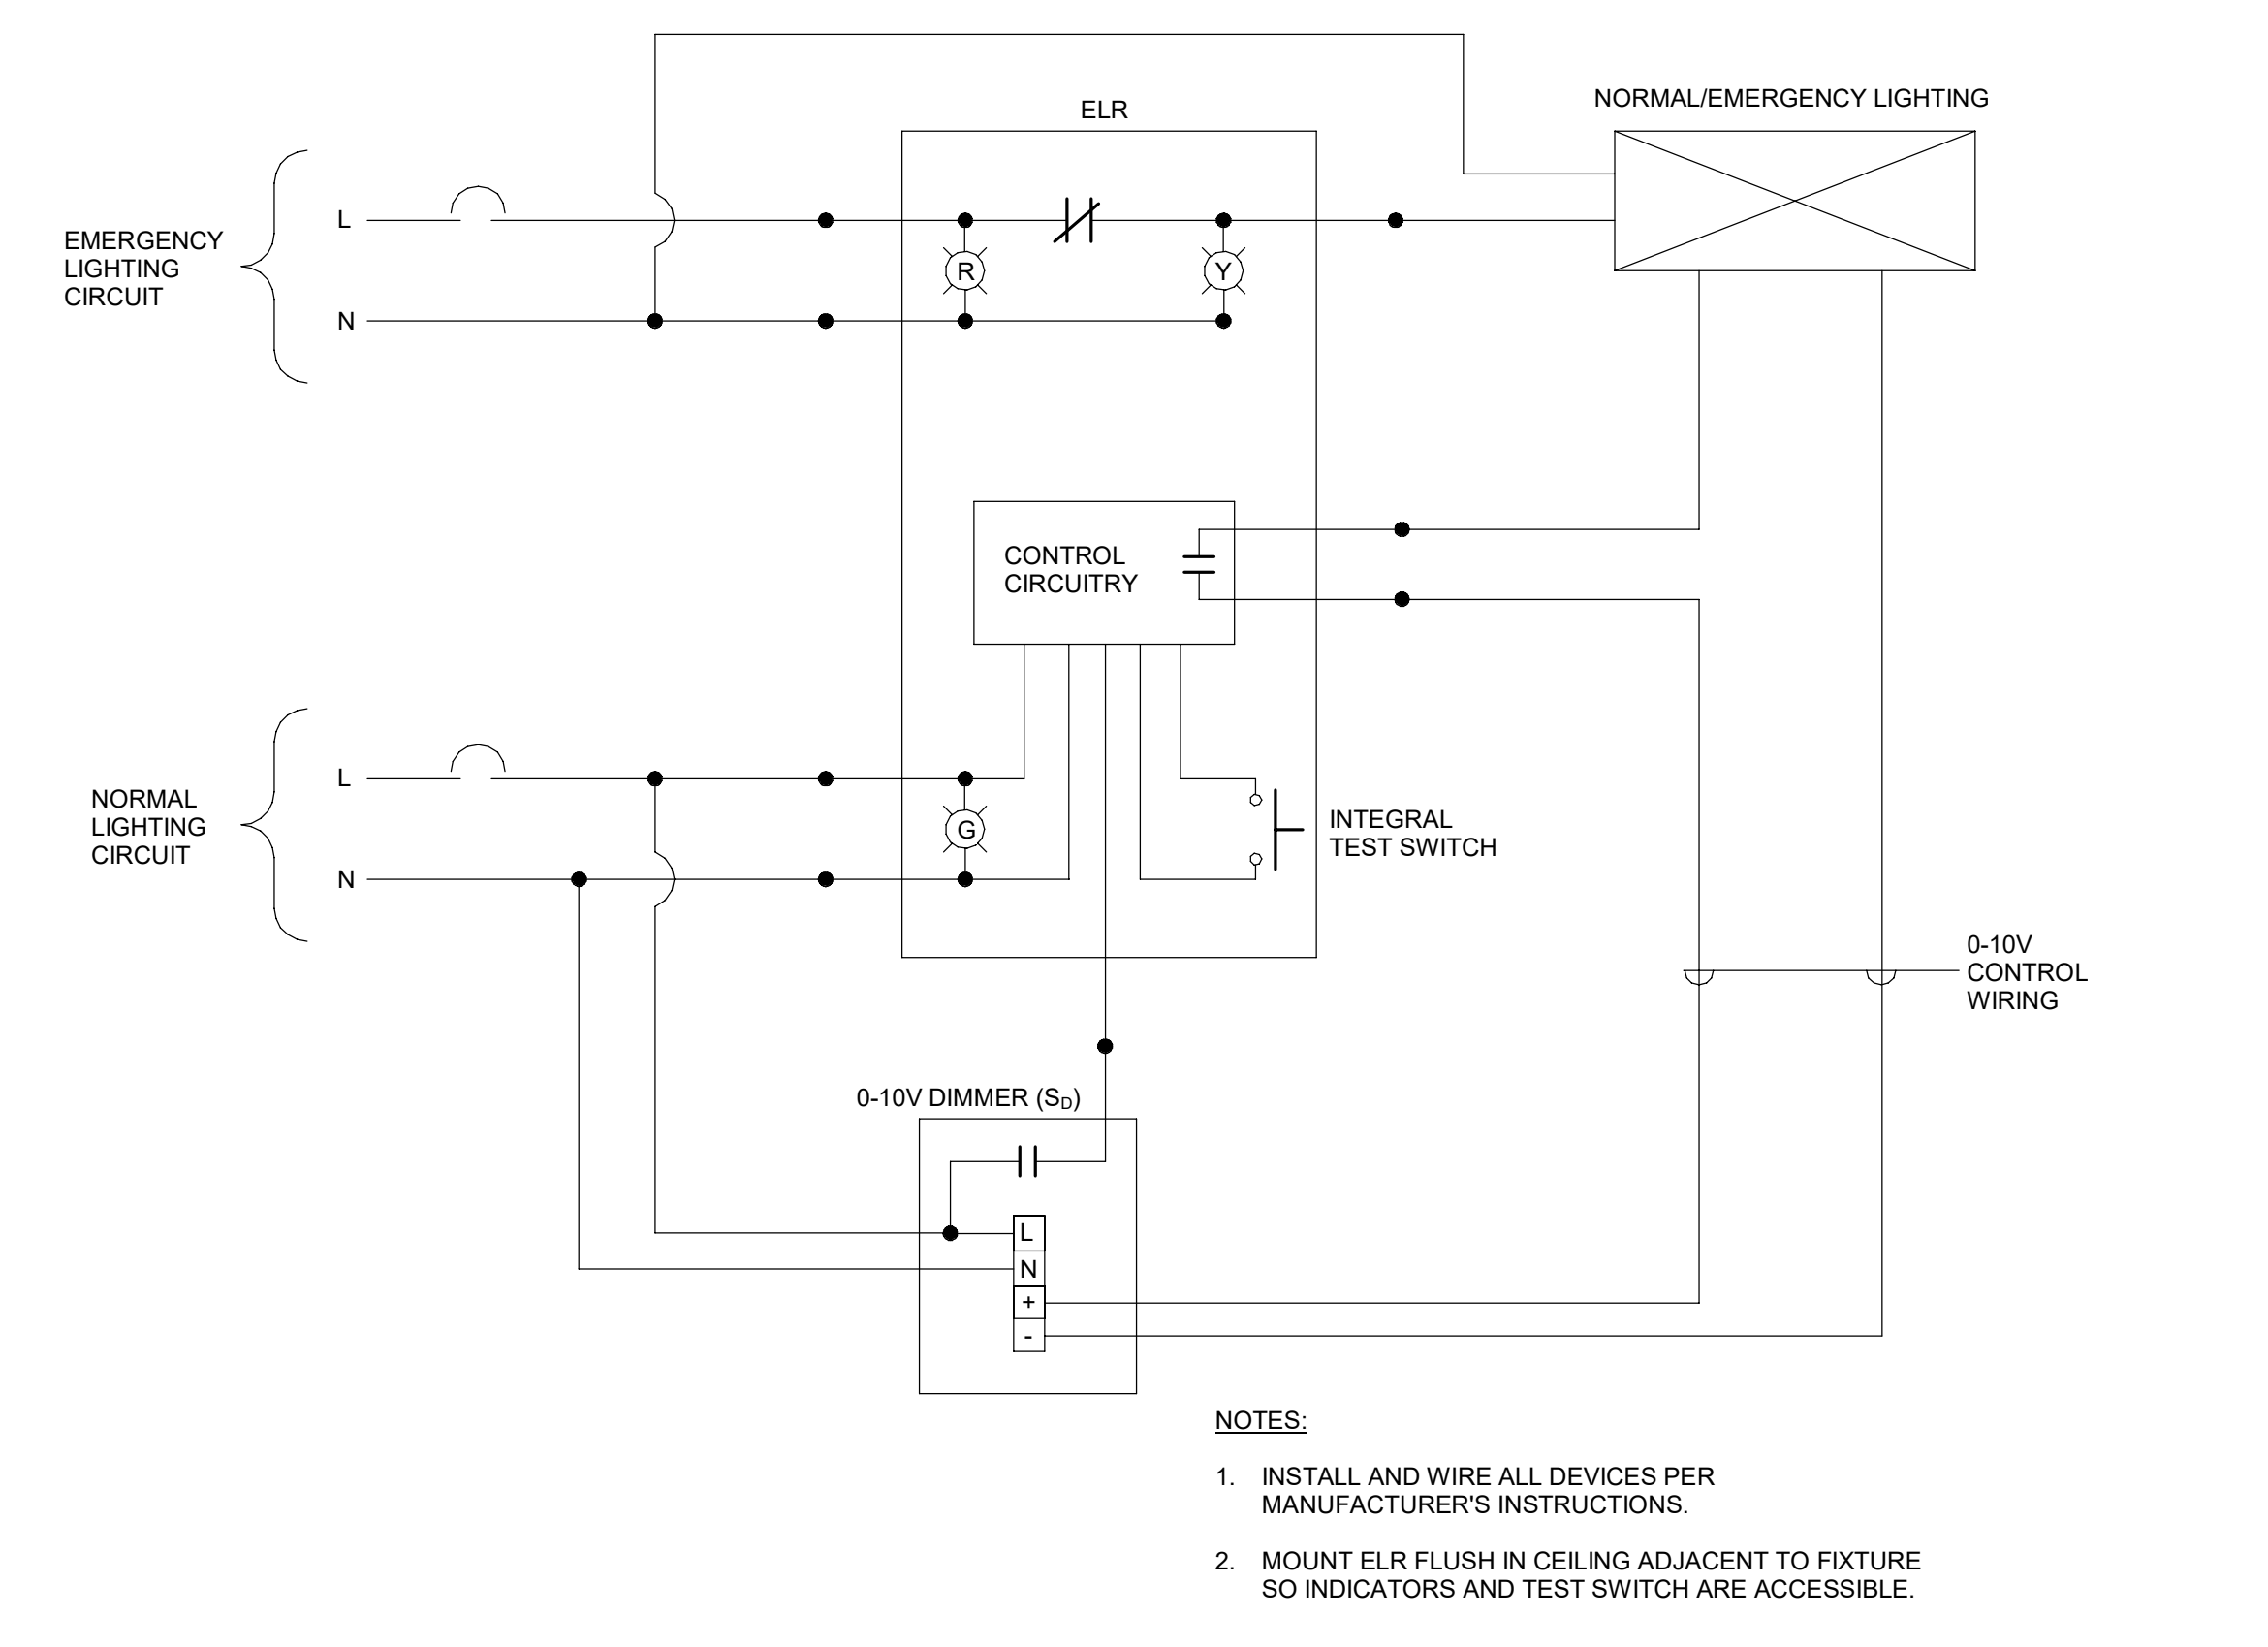 ELR
NORMAL/EMERGENCY LIGHTING
EMERGENCY
LIGHTING
CIRCUIT
L
N
R
Y
CONTROL
CIRCUITRY
NORMAL
LIGHTING
CIRCUIT
L
N
G
INTEGRAL
TEST SWITCH
0-10V
CONTROL
WIRING
0-10V DIMMER (SD)
L
N
+
-
NOTES:
1. INSTALL AND WIRE ALL DEVICES PER
MANUFACTURER'S INSTRUCTIONS.
2. MOUNT ELR FLUSH IN CEILING ADJACENT TO FIXTURE
SO INDICATORS AND TEST SWITCH ARE ACCESSIBLE.